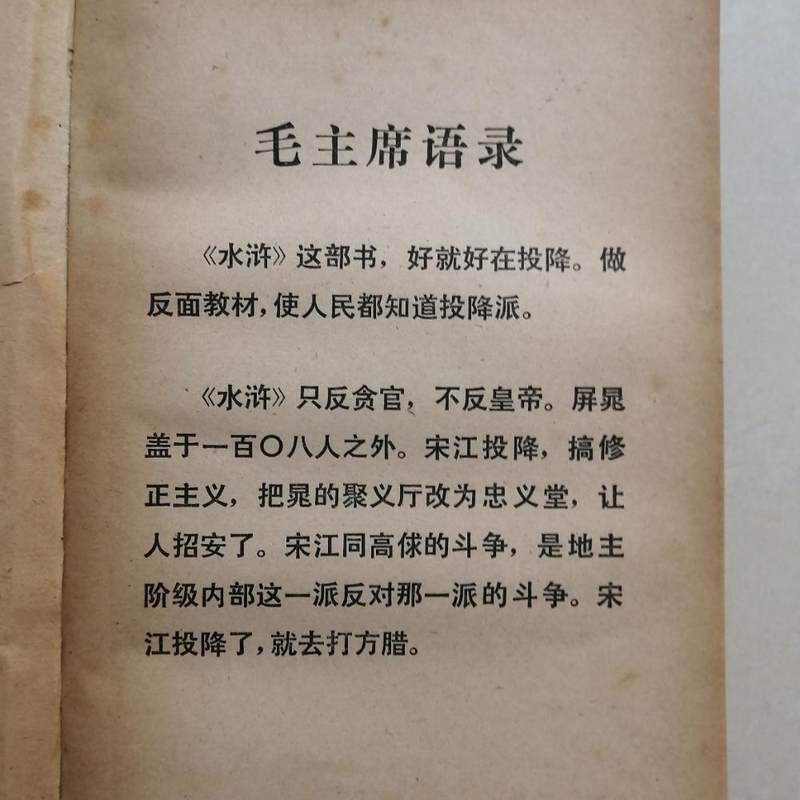 毛主席语录
《水浒》这部书，好就好在投降。做
反面教材，使人民都知道投降派。
《水浒》只反贪官，不反皇帝。屏晁
盖于一百〇八人之外。宋江投降，搞修
正主义，把晁的聚义厅改为忠义堂，让
人招安了。宋江同高俅的斗争，是地主
阶级内部这一派反对那一派的斗争。宋
江投降了，就去打方腊。